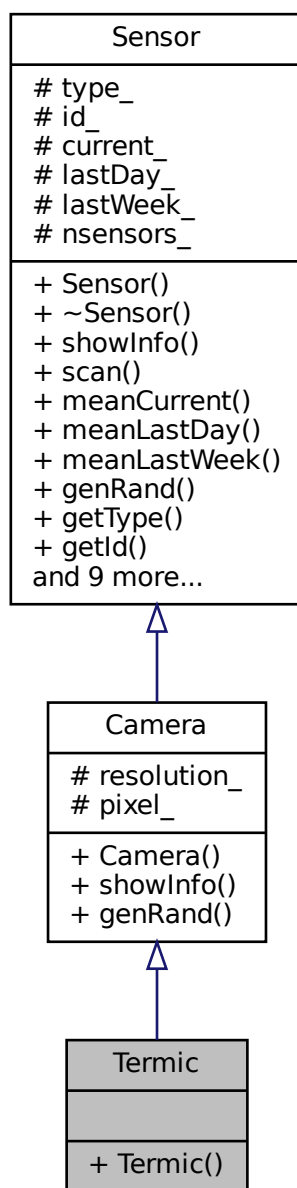 Sensor
# type_
# id_
# current_
# lastDay_
# lastWeek_
# nsensors_
+ Sensor()
+ ~Sensor()
+ showInfo()
+ scan()
+ meanCurrent()
+ meanLastDay()
+ meanLastWeek()
+ genRand()
+ getType()
+ getId()
and 9 more...
Camera
# resolution_
# pixel_
+ Camera()
+ showInfo()
+ genRand()
Termic
+ Termic()